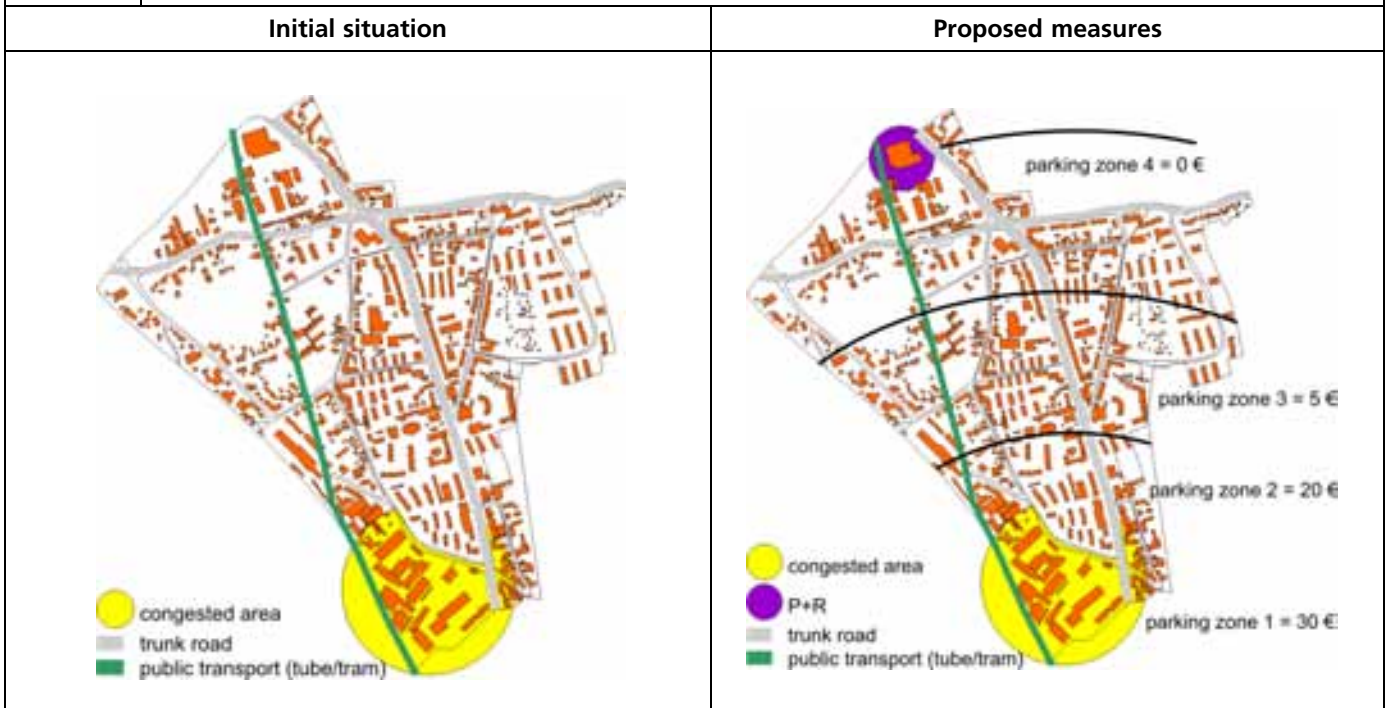 Initial situation
Proposed measures
congested area
trunk road
public transport (tube/tram)
parking zone 4 = 0 €
parking zone 3 = 5 €
parking zone 2 = 20 €
parking zone 1 = 30 €
congested area
P+R
trunk road
public transport (tube/tram)